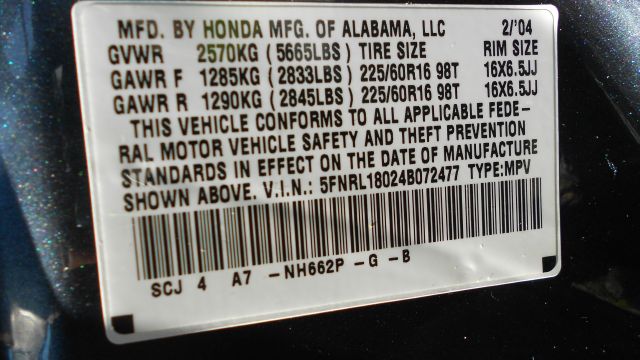 MFD. BY HONDA MFG. OF ALABAMA, LLC 2/'04
GVWR 2570KG (5665LBS) TIRE SIZE RIM SIZE
GAWR F 1285KG (2833LBS) 225/60R16 98T 16X6.5JJ
GAWR R 1290KG (2845LBS) 225/60R16 98T 16X6.5JJ
THIS VEHICLE CONFORMS TO ALL APPLICABLE FEDE-
RAL MOTOR VEHICLE SAFETY AND THEFT PREVENTION
STANDARDS IN EFFECT ON THE DATE OF MANUFACTURE
SHOWN ABOVE. V.I.N.: 5FNRL18024B072477 TYPE:MPV
SCJ 4 A7 -NH662P -G -B